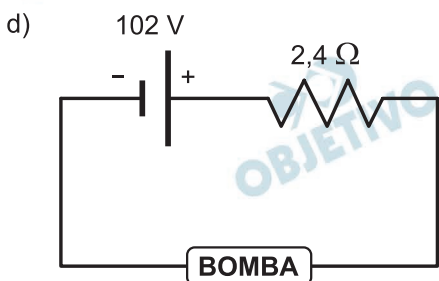 d)
102 V
2,4 Ω
− +
OBJETIVO
BOMBA